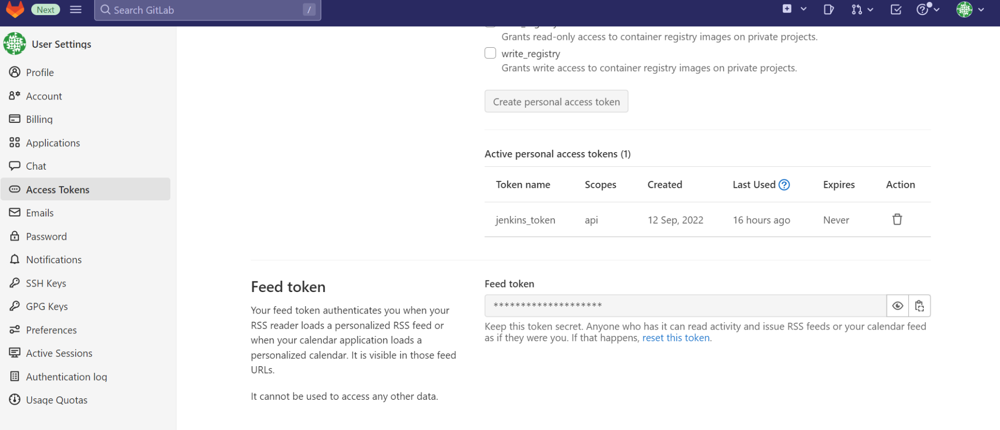 Next
Search GitLab
/
User Settings
Profile
Account
Billing
Applications
Chat
Access Tokens
Emails
Password
Notifications
SSH Keys
GPG Keys
Preferences
Active Sessions
Authentication log
Usage Quotas
Grants read-only access to container registry images on private projects.
write_registry
Grants write access to container registry images on private projects.
Create personal access token
Active personal access tokens (1)
Token name Scopes Created Last Used ? Expires Action
jenkins_token api 12 Sep, 2022 16 hours ago Never
Feed token
Your feed token authenticates you when your
RSS reader loads a personalized RSS feed or
when your calendar application loads a
personalized calendar. It is visible in those feed
URLs.
It cannot be used to access any other data.
Feed token
********************
Keep this token secret. Anyone who has it can read activity and issue RSS feeds or your calendar feed
as if they were you. If that happens, reset this token.